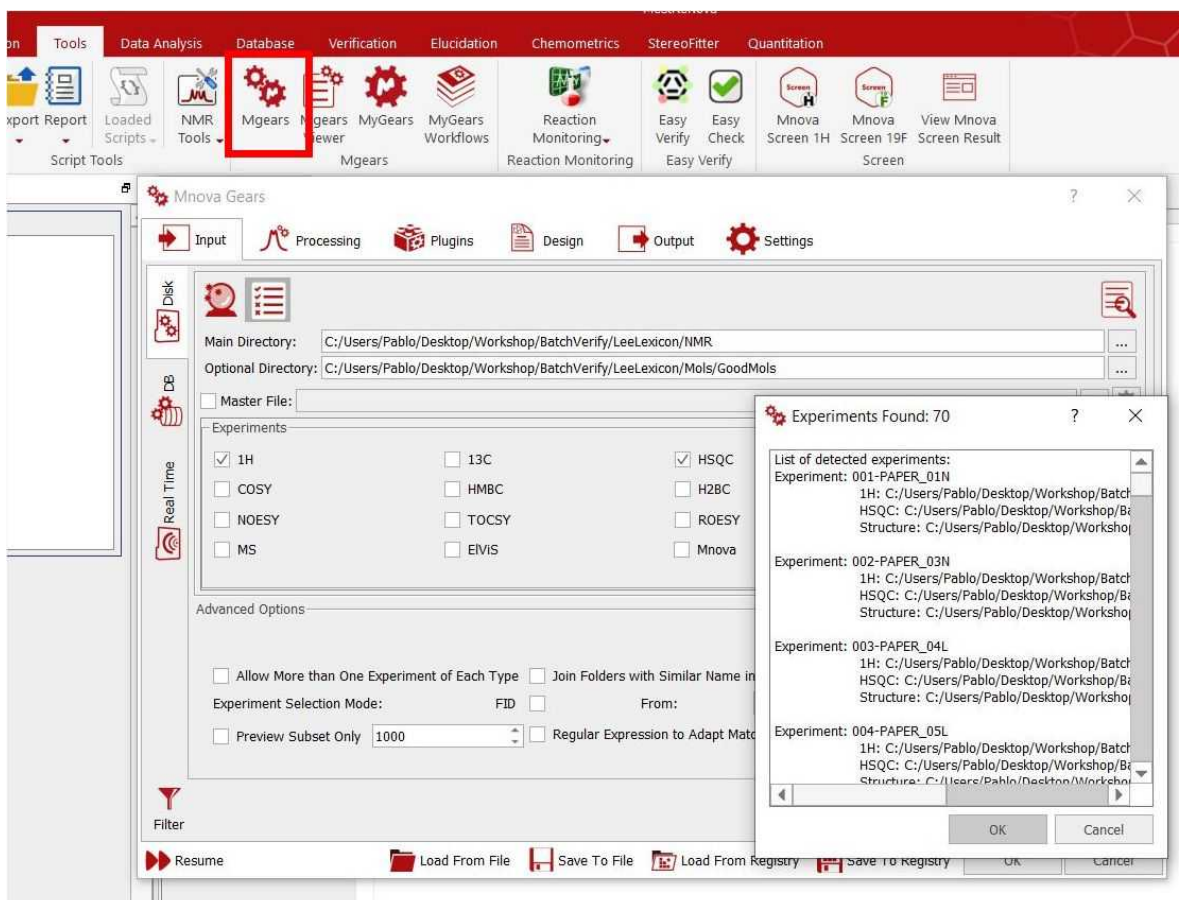 Tools Data Analysis Database Verification Elucidation Chemometrics StereoFitter Quantitation
Report Loaded Scripts NMR Tools Mgears Mgears MyGears MyGears Workflows Reaction Monitoring Easy Verify Easy Check Mnova Screen 1H Mnova Screen 19F View Mnova Screen Result
Script Tools Mgears Reaction Monitoring Easy Verify Screen
Mnova Gears ? ×
Input Processing Plugins Design Output Settings
Disk
DB
Real Time
Main Directory: C:/Users/Pablo/Desktop/Workshop/BatchVerify/LeeLexicon/NMR ...
Optional Directory: C:/Users/Pablo/Desktop/Workshop/BatchVerify/LeeLexicon/Mols/GoodMols ...
Master File:
Experiments
1H 13C HSQC
COSY HMBC H2BC
NOESY TOCSY ROESY
MS ElViS Mnova
Advanced Options
Allow More than One Experiment of Each Type Join Folders with Similar Name in
Experiment Selection Mode: FID From:
Preview Subset Only 1000 Regular Expression to Adapt
Filter
Resume Load From File Save To File Load From Registry Save To Registry OK Cancel
Experiments Found: 70 ? ×
List of detected experiments:
Experiment: 001-PAPER_01N
1H: C:/Users/Pablo/Desktop/Workshop/Batch
HSQC: C:/Users/Pablo/Desktop/Workshop/Ba
Structure: C:/Users/Pablo/Desktop/Workshop
Experiment: 002-PAPER_03N
1H: C:/Users/Pablo/Desktop/Workshop/Batch
HSQC: C:/Users/Pablo/Desktop/Workshop/Ba
Structure: C:/Users/Pablo/Desktop/Workshop
Experiment: 003-PAPER_04L
1H: C:/Users/Pablo/Desktop/Workshop/Batch
HSQC: C:/Users/Pablo/Desktop/Workshop/Ba
Structure: C:/Users/Pablo/Desktop/Workshop
Experiment: 004-PAPER_05L
1H: C:/Users/Pablo/Desktop/Workshop/Batch
HSQC: C:/Users/Pablo/Desktop/Workshop/Ba
Structure: C:/Users/Pablo/Desktop/Workshop
OK Cancel